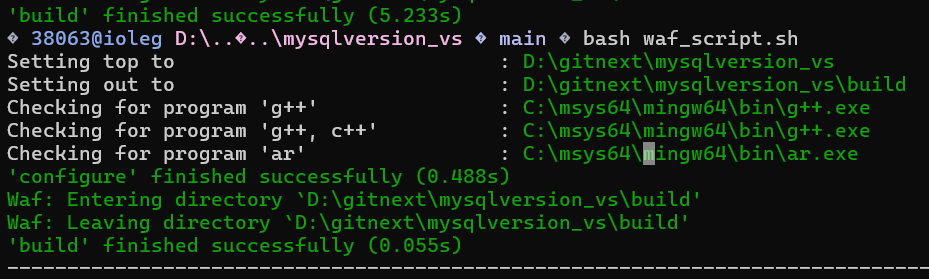 'build' finished successfully (5.233s)
� 38063@ioleg D:\..�..\mysqlversion_vs � main � bash waf_script.sh
Setting top to : D:\gitnext\mysqlversion_vs
Setting out to : D:\gitnext\mysqlversion_vs\build
Checking for program 'g++' : C:\msys64\mingw64\bin\g++.exe
Checking for program 'g++, c++' : C:\msys64\mingw64\bin\g++.exe
Checking for program 'ar' : C:\msys64\mingw64\bin\ar.exe
'configure' finished successfully (0.488s)
Waf: Entering directory `D:\gitnext\mysqlversion_vs\build'
Waf: Leaving directory `D:\gitnext\mysqlversion_vs\build'
'build' finished successfully (0.055s)